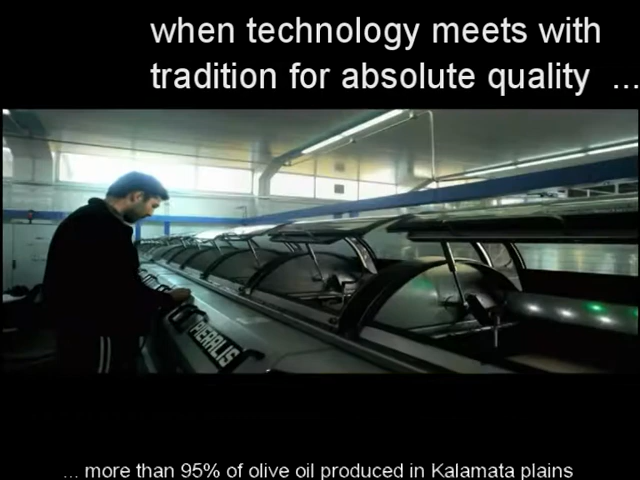 when technology meets with
tradition for absolute quality ...
PIERALISI
... more than 95% of olive oil produced in Kalamata plains